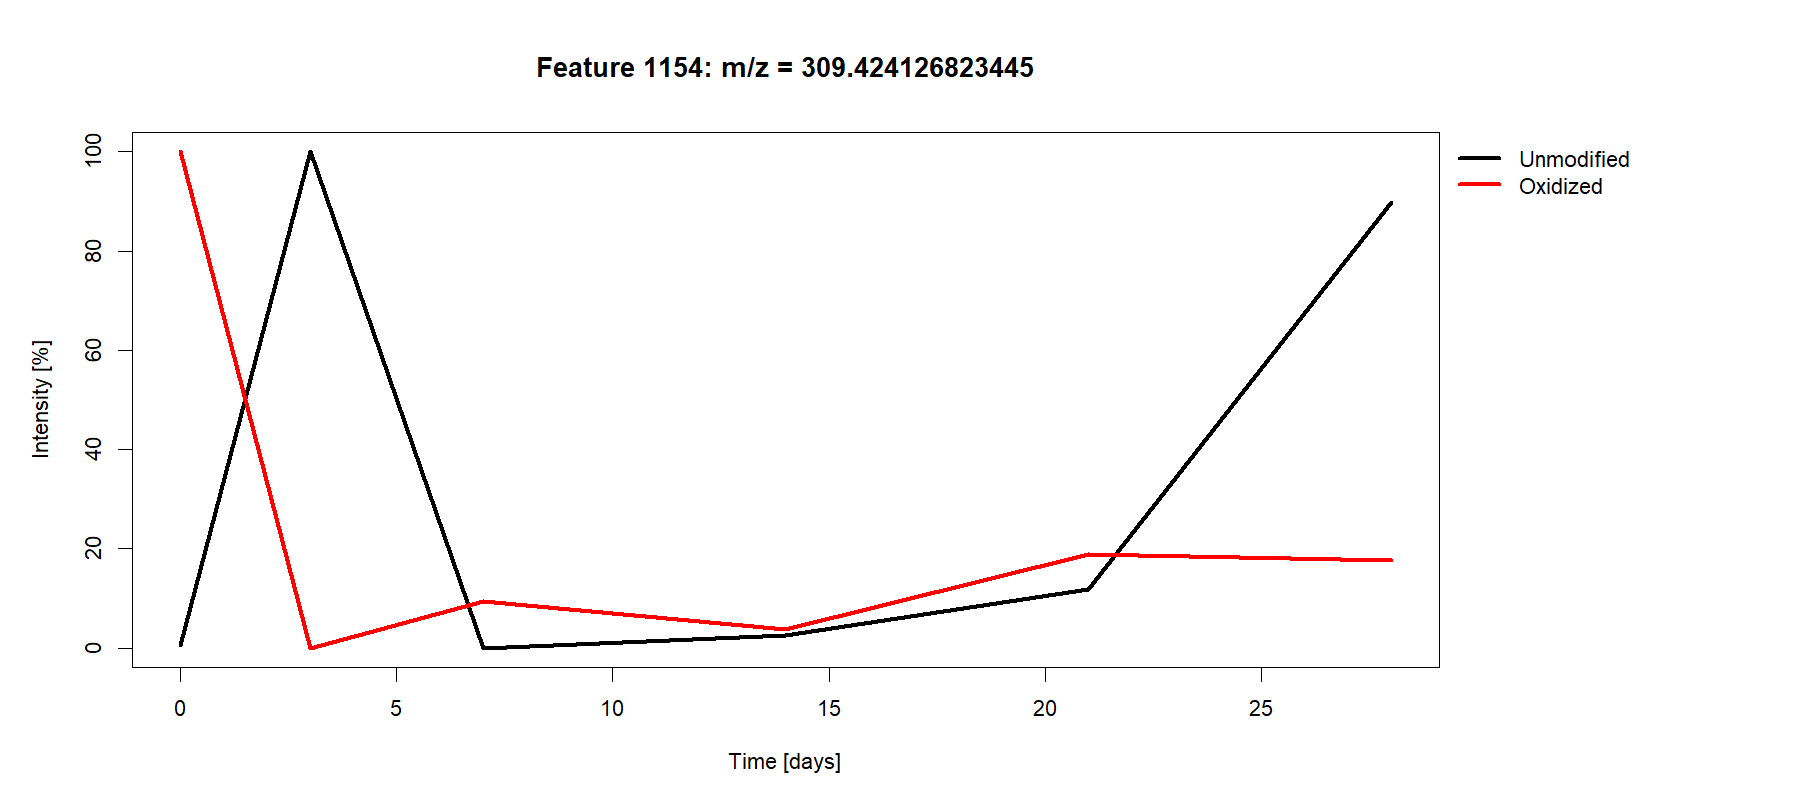 Feature 1154: m/z = 309.424126823445
Unmodified
Oxidized
Intensity [%]
100
80
60
40
20
0
0 5 10 15 20 25
Time [days]